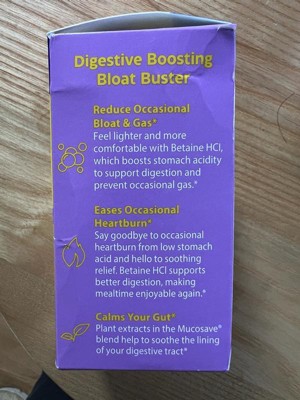 Digestive Boosting
Bloat Buster
Reduce Occasional
Bloat & Gas*
Feel lighter and more
comfortable with Betaine HCl,
which boosts stomach acidity
to support digestion and
prevent occasional gas.*
Eases Occasional
Heartburn*
Say goodbye to occasional
heartburn from low stomach
acid and hello to soothing
relief. Betaine HCl supports
better digestion, making
mealtime enjoyable again.*
Calms Your Gut*
Plant extracts in the Mucosave®
blend help to soothe the lining
of your digestive tract*